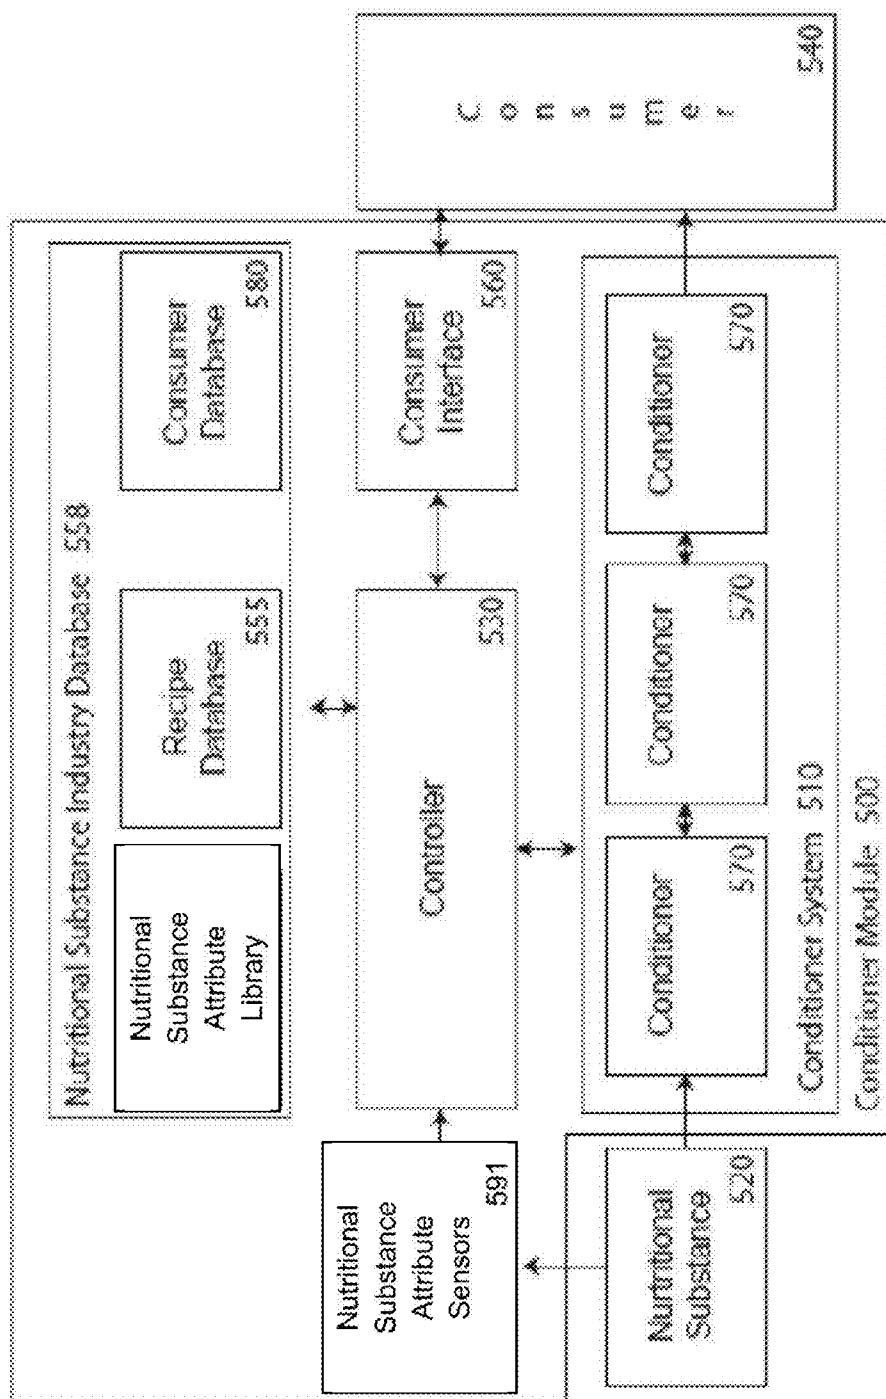 Nutritional Substance Industry Database 558
Nutritional
Substance
Attribute
Library
Recipe
Database
555
Consumer
Database
580
Nutritional
Substance
Attribute
Sensors
591
Controller
530
Consumer
Interface
560
Consumer
540
Nurtritional
Substance
520
Conditioner
570
Conditioner
570
Conditioner
570
Conditioner System 510
Conditioner Module 500